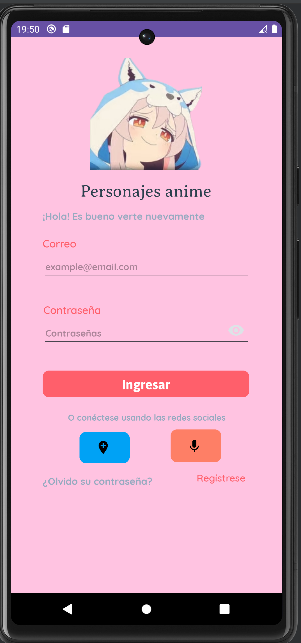 19:50
Personajes anime
¡Hola! Es bueno verte nuevamente
Correo
example@email.com
Contraseña
Contraseñas
Ingresar
O conéctese usando las redes sociales
¿Olvido su contraseña?
Regístrese